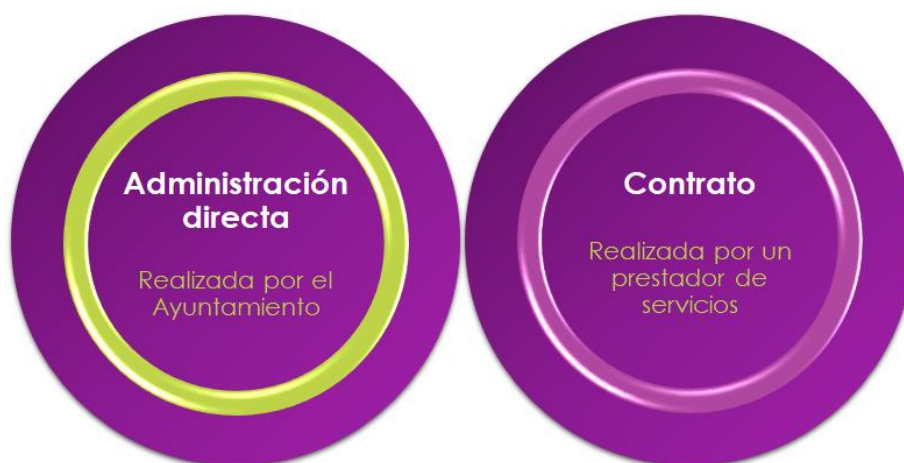 Administración
directa
Realizada por el
Ayuntamiento
Contrato
Realizada por un
prestador de
servicios